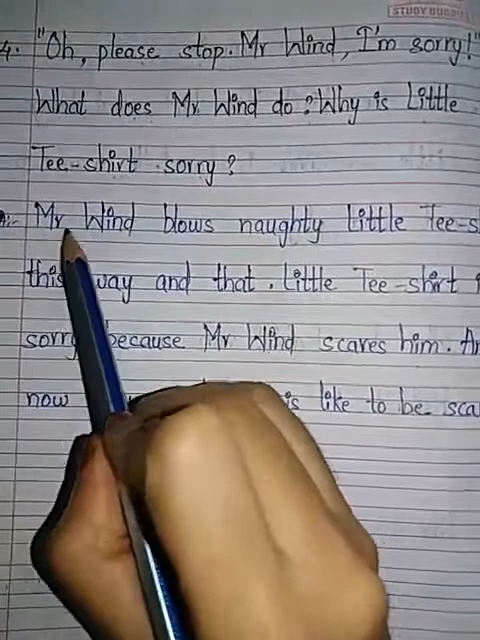 STUDY BUDDIES
4. "Oh, please stop. Mr Wind, I'm sorry!"
What does Mr. Wind do? Why is Little
Tee-shirt sorry?
Mr Wind blows naughty little Tee-s
this way and that. Little Tee-shirt
sorry because Mr Wind scares him. An
now is like to be sca